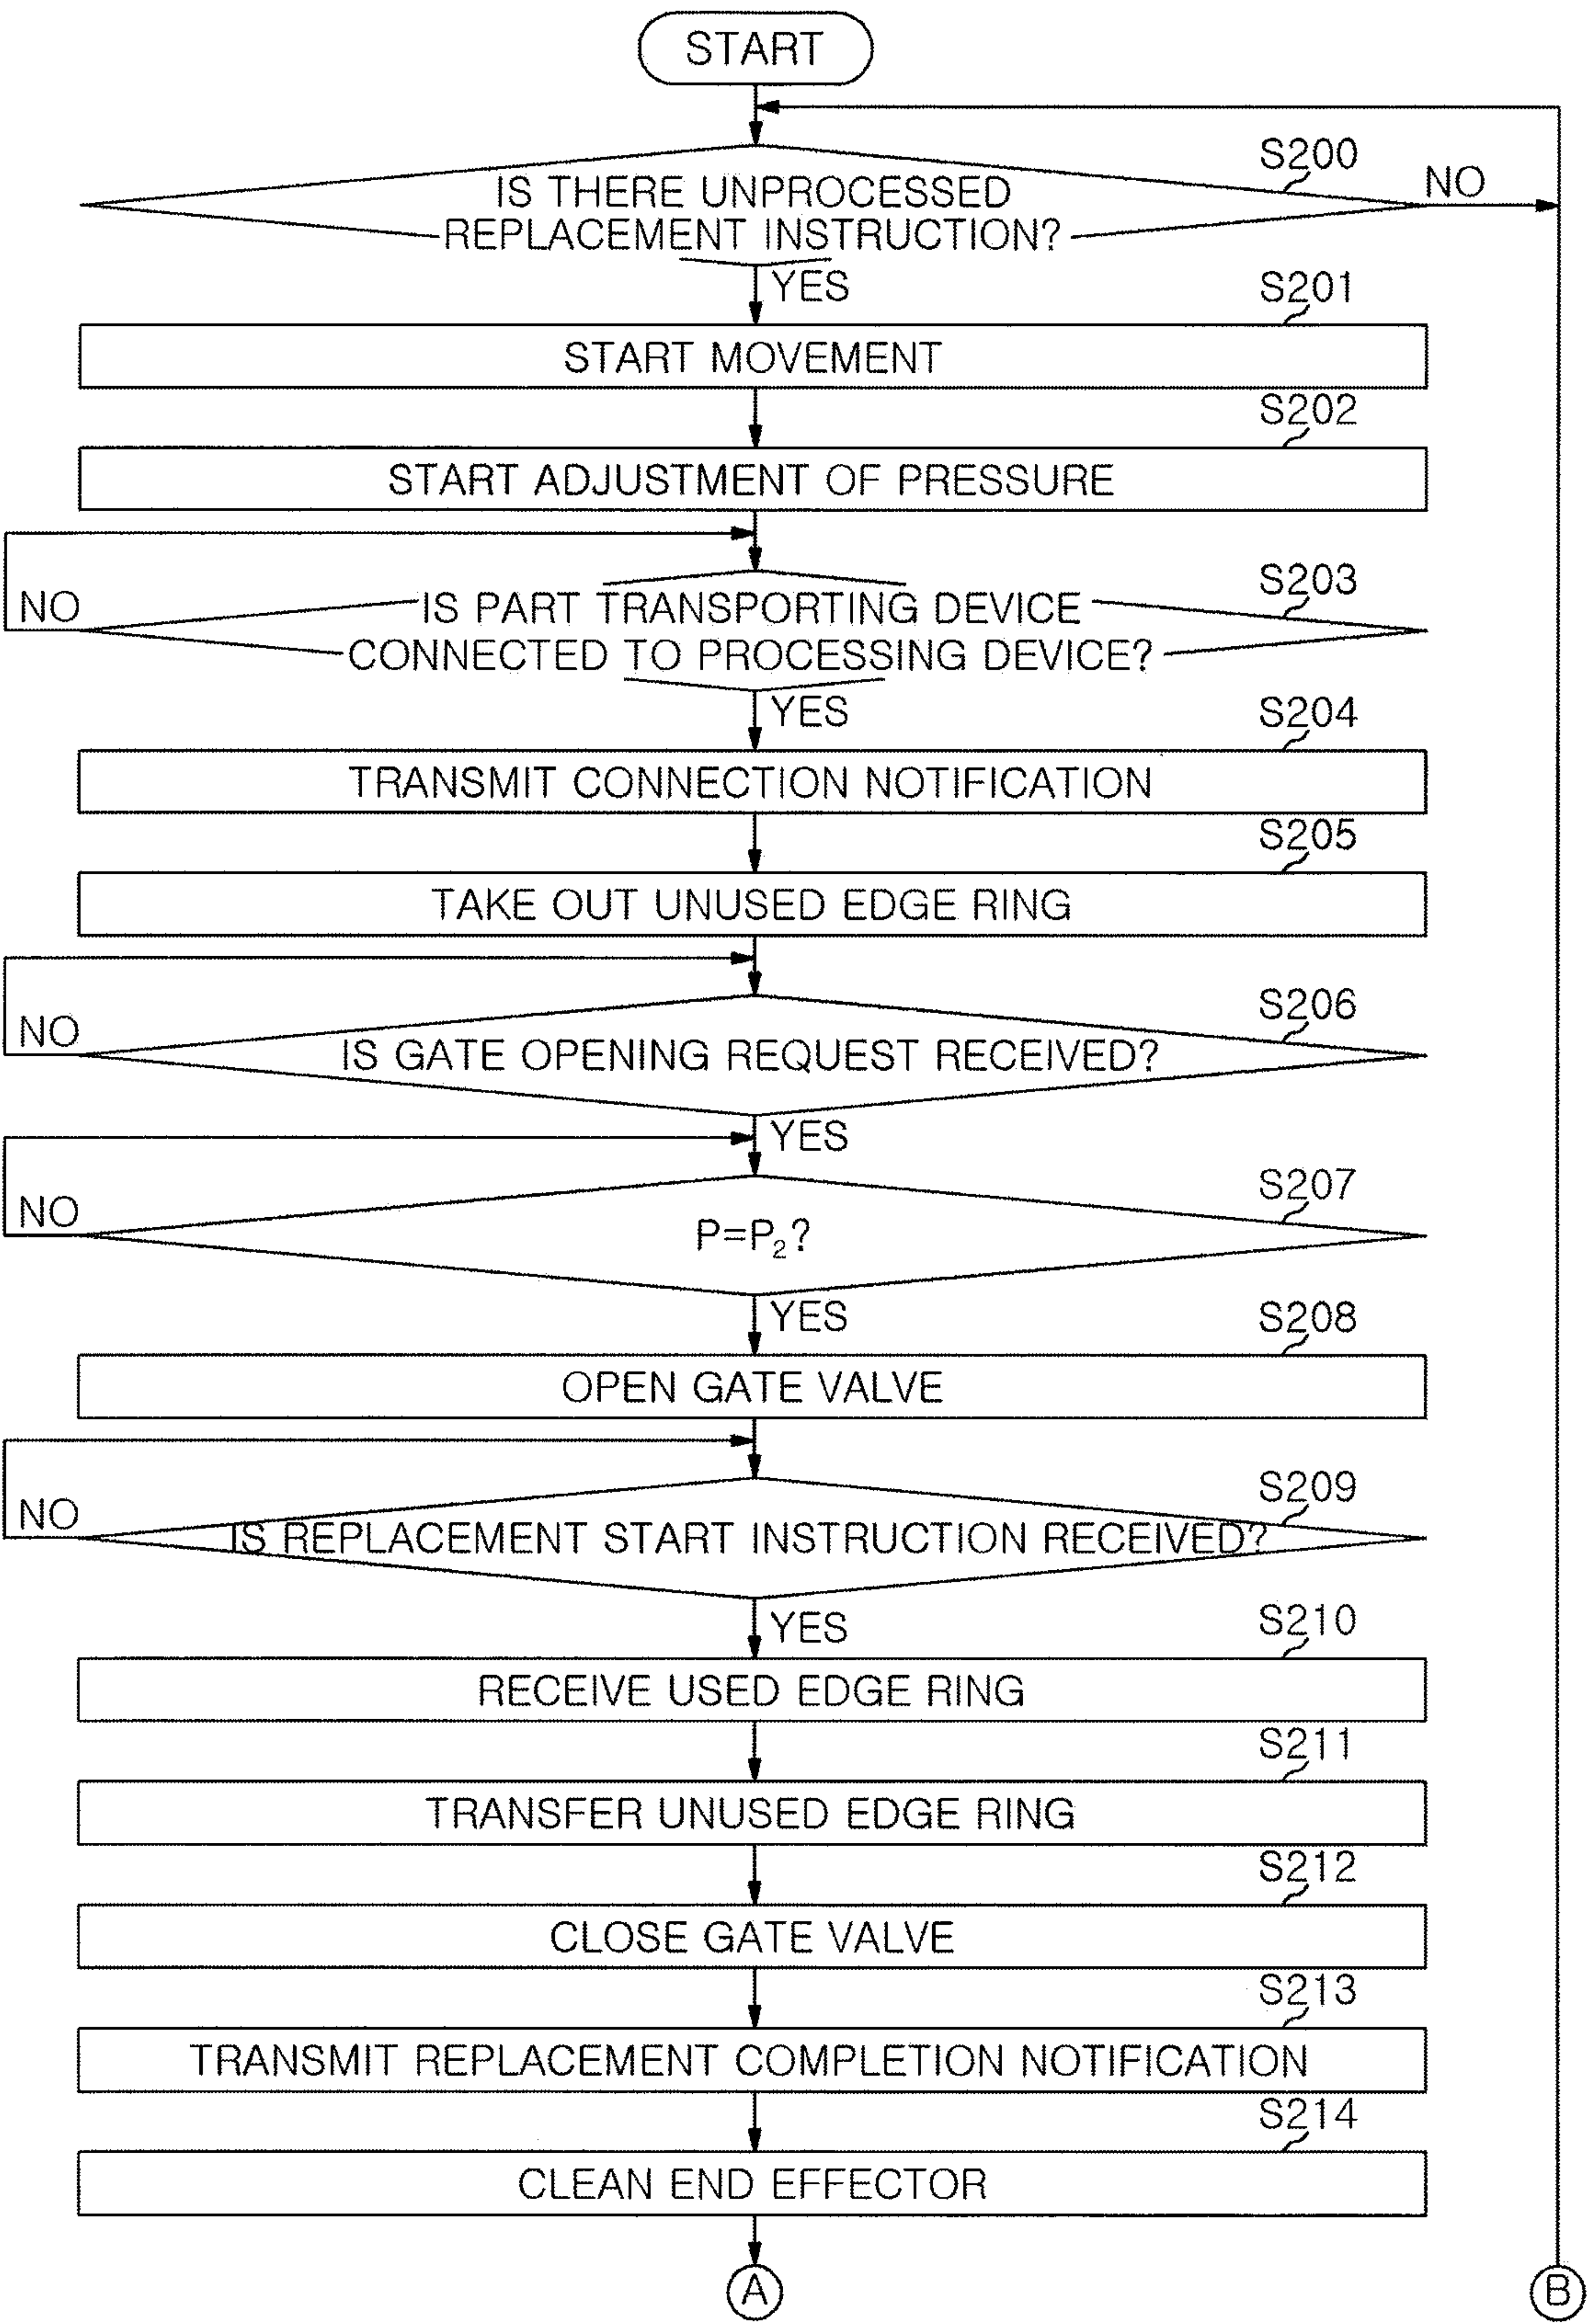 START
S200
NO
IS THERE UNPROCESSED
REPLACEMENT INSTRUCTION?
YES
S201
START MOVEMENT
S202
START ADJUSTMENT OF PRESSURE
S203
NO
IS PART TRANSPORTING DEVICE
CONNECTED TO PROCESSING DEVICE?
YES
S204
TRANSMIT CONNECTION NOTIFICATION
S205
TAKE OUT UNUSED EDGE RING
S206
NO
IS GATE OPENING REQUEST RECEIVED?
YES
S207
NO
P=P₂?
YES
S208
OPEN GATE VALVE
S209
NO
IS REPLACEMENT START INSTRUCTION RECEIVED?
YES
S210
RECEIVE USED EDGE RING
S211
TRANSFER UNUSED EDGE RING
S212
CLOSE GATE VALVE
S213
TRANSMIT REPLACEMENT COMPLETION NOTIFICATION
S214
CLEAN END EFFECTOR
A
B